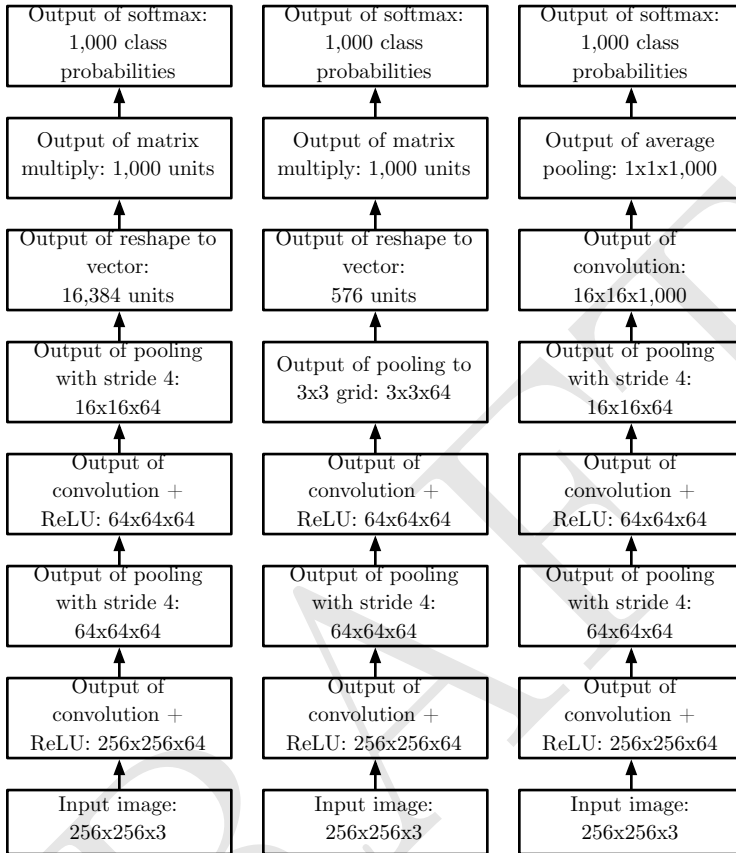 Output of softmax:
1,000 class
probabilities
Output of matrix
multiply: 1,000 units
Output of reshape to
vector:
16,384 units
Output of pooling
with stride 4:
16x16x64
Output of
convolution +
ReLU: 64x64x64
Output of pooling
with stride 4:
64x64x64
Output of
convolution +
ReLU: 256x256x64
Input image:
256x256x3
Output of softmax:
1,000 class
probabilities
Output of matrix
multiply: 1,000 units
Output of reshape to
vector:
576 units
Output of pooling to
3x3 grid: 3x3x64
Output of
convolution +
ReLU: 64x64x64
Output of pooling
with stride 4:
64x64x64
Output of
convolution +
ReLU: 256x256x64
Input image:
256x256x3
Output of softmax:
1,000 class
probabilities
Output of average
pooling: 1x1x1,000
Output of
convolution:
16x16x1,000
Output of pooling
with stride 4:
16x16x64
Output of
convolution +
ReLU: 64x64x64
Output of pooling
with stride 4:
64x64x64
Output of
convolution +
ReLU: 256x256x64
Input image:
256x256x3